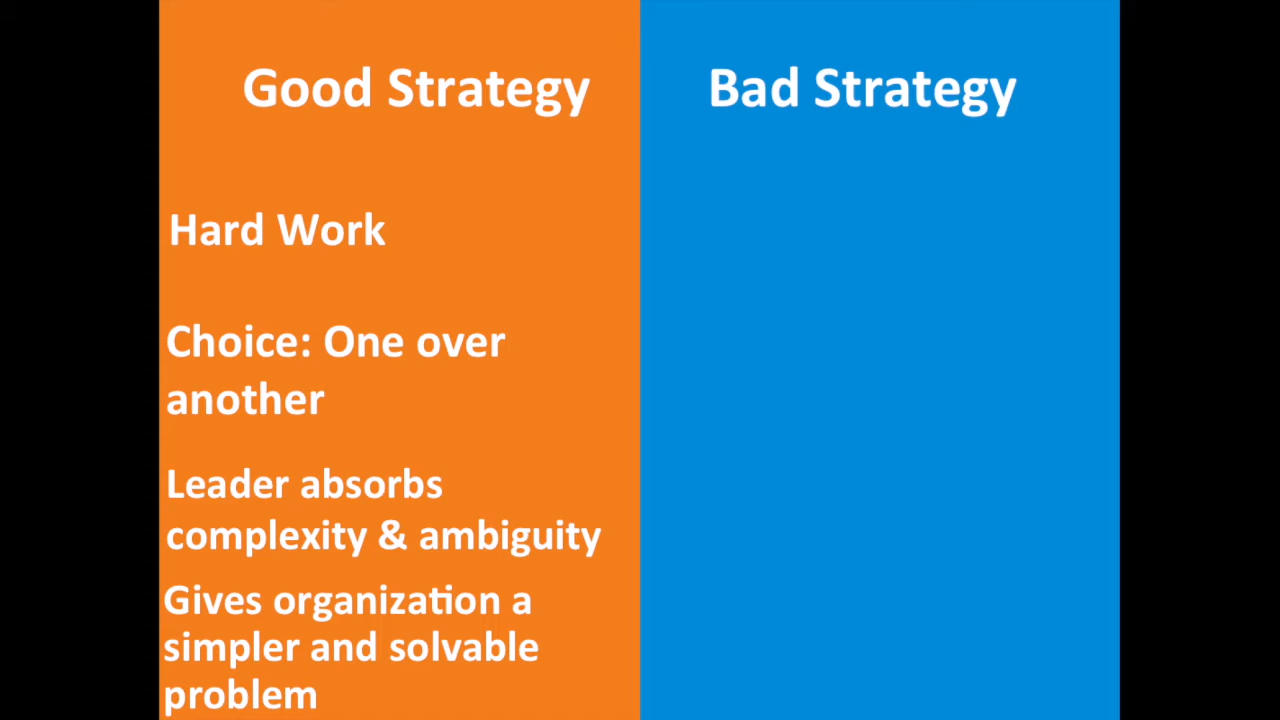 Good Strategy
Bad Strategy
Hard Work
Choice: One over
another
Leader absorbs
complexity & ambiguity
Gives organization a
simpler and solvable
problem